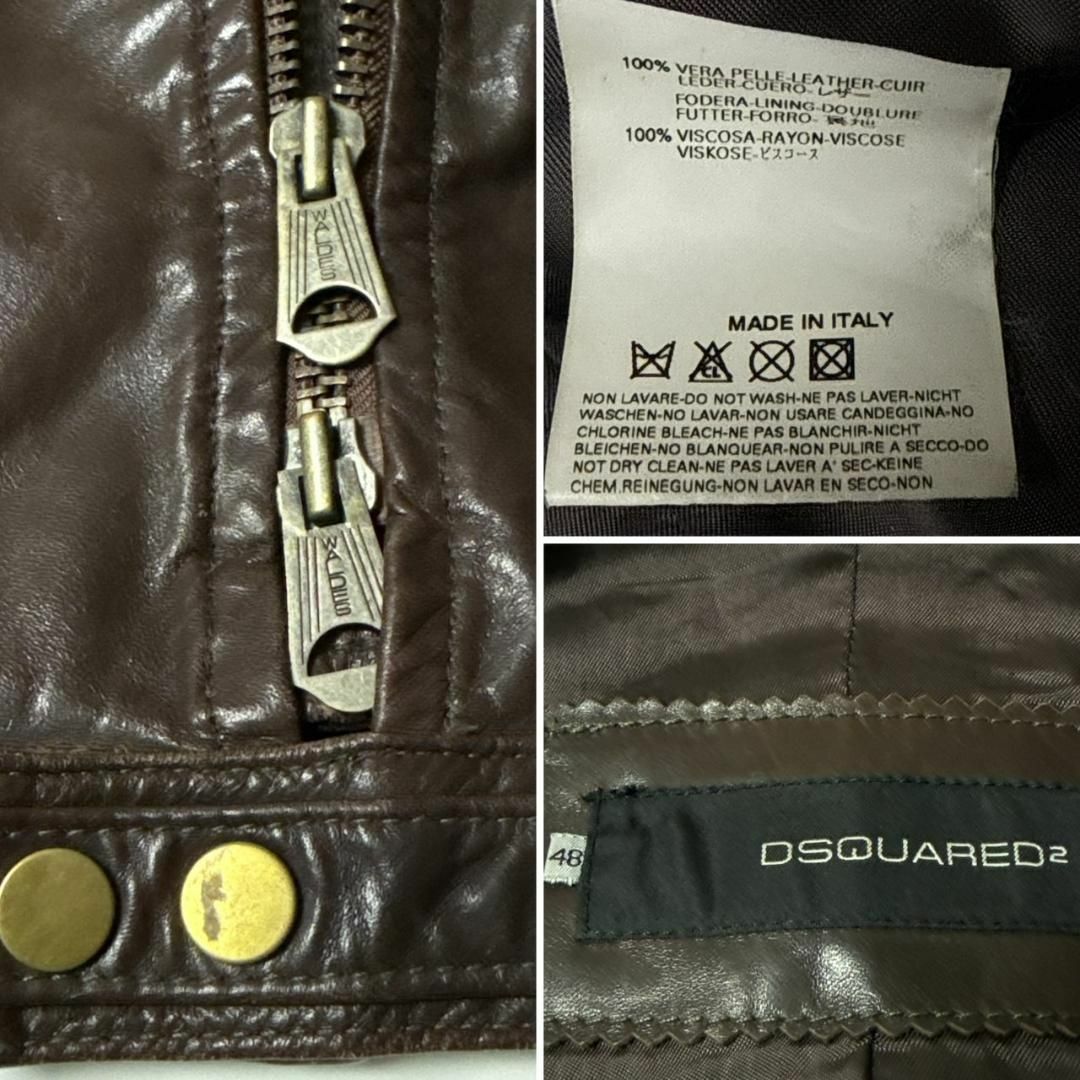 WALDES
WALDES
100% VERA PELLE-LEATHER-CUIR
LEDER-CUERO-レザー
FODERA-LINING-DOUBLURE
FUTTER-FORRO-
100% VISCOSA-RAYON-VISCOSE
VISKOSE-ビスコース
MADE IN ITALY
CL
NON LAVARE-DO NOT WASH-NE PAS LAVER-NICHT
WASCHEN-NO LAVAR-NON USARE CANDEGGINA-NO
CHLORINE BLEACH-NE PAS BLANCHIR-NICHT
BLEICHEN-NO BLANQUEAR-NON PULIRE A SECCO-DO
NOT DRY CLEAN-NE PAS LAVER A' SEC-KEINE
CHEM.REINEGUNG-NON LAVAR EN SECO-NON
48
DSQUARED2